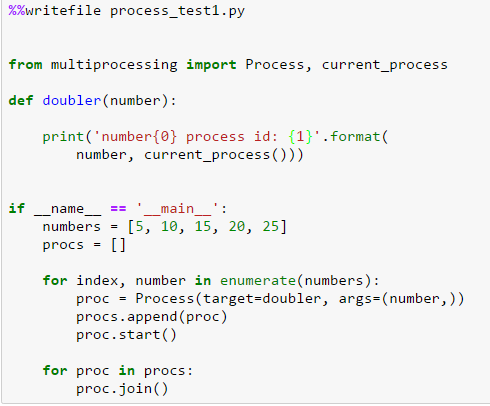 %%writefile process_test1.py
from multiprocessing import Process, current_process
def doubler(number):
    print('number{0} process id: {1}'.format(
        number, current_process()))
if __name__ == '__main__':
    numbers = [5, 10, 15, 20, 25]
    procs = []
    for index, number in enumerate(numbers):
        proc = Process(target=doubler, args=(number,))
        procs.append(proc)
        proc.start()
    for proc in procs:
        proc.join()